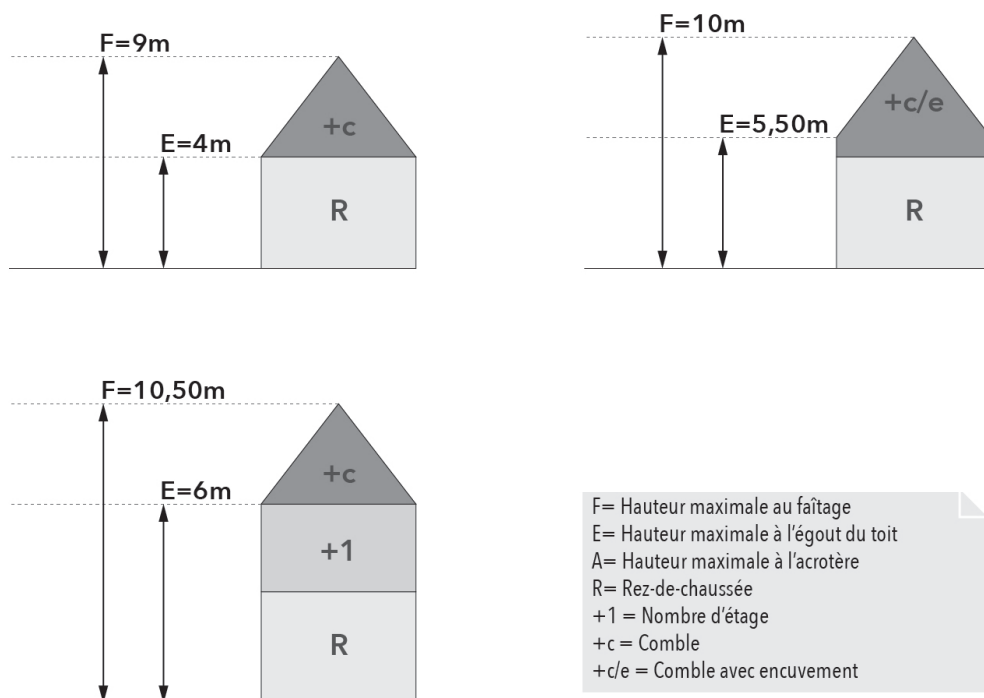 F=9m
E=4m
+c
R
F=10m
E=5,50m
+c/e
R
F=10,50m
E=6m
+c
+1
R
F= Hauteur maximale au faîtage
E= Hauteur maximale à l'égout du toit
A= Hauteur maximale à l'acrotère
R= Rez-de-chaussée
+1 = Nombre d'étage
+c = Comble
+c/e = Comble avec encuvement